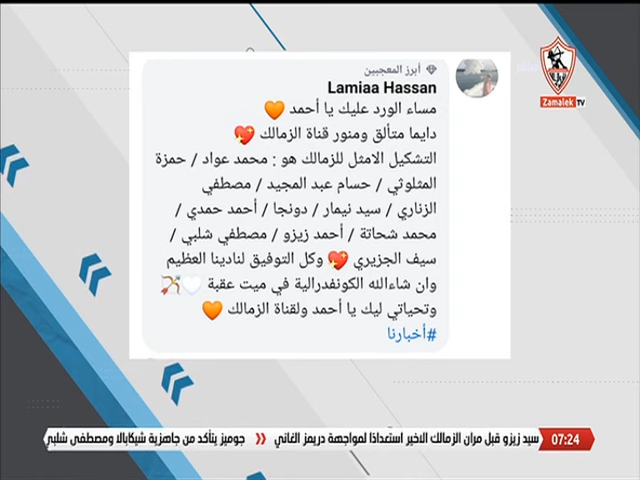 أبرز المعجبين
Lamiaa Hassan
مساء الورد عليك يا أحمد 🧡
دايما متألق ومنور قناة الزمالك 💖
التشكيل الامثل للزمالك هو : محمد عواد / حمزة
المثلوثي / حسام عبد المجيد / مصطفي
الزناري / سيد نيمار / دونجا / أحمد حمدي /
محمد شحاتة / أحمد زيزو / مصطفي شلبي /
سيف الجزيري 💖 وكل التوفيق لنادينا العظيم
وان شاءالله الكونفدرالية في ميت عقبة 🤍🏹
وتحياتي ليك يا أحمد ولقناة الزمالك 🧡
#أخبارنا
Zamalek TV
07:24
سيد زيزو قبل مران الزمالك الاخير استعدادًا لمواجهة دريمز الغاني » جوميز يتأكد من جاهزية شيكابالا ومصطفى شلبي